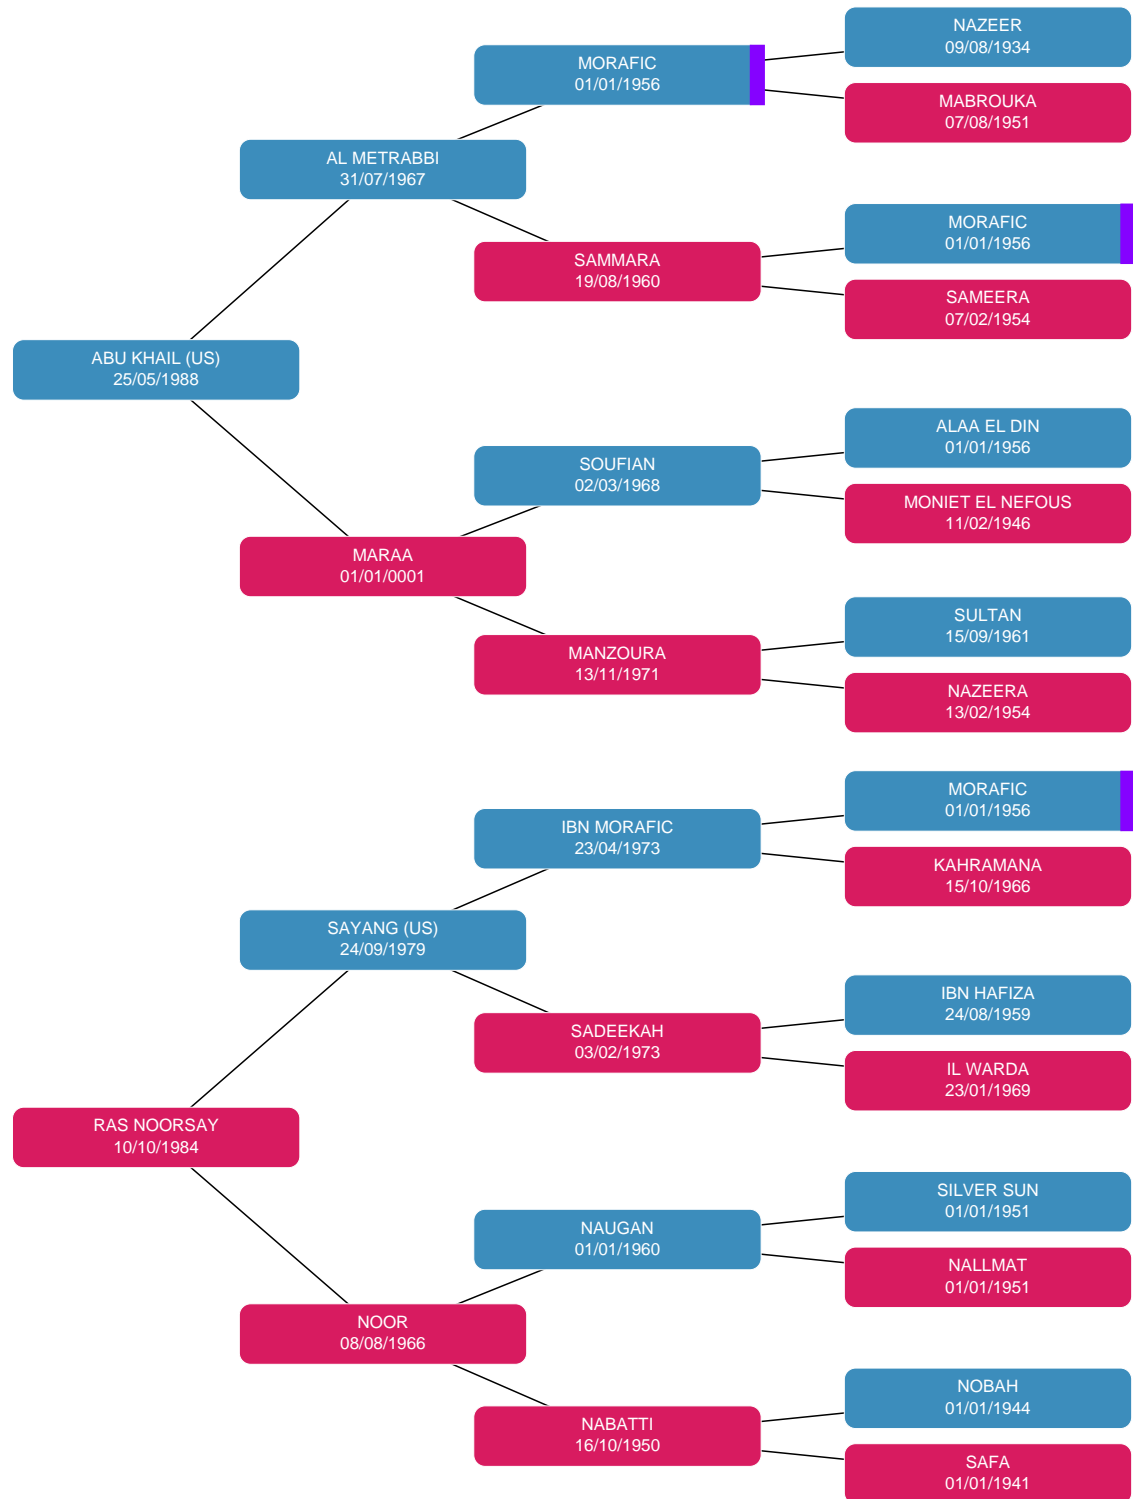 NAZEER
09/08/1934
MORAFIC
01/01/1956
MABROUKA
07/08/1951
AL METRABBI
31/07/1967
MORAFIC
01/01/1956
SAMMARA
19/08/1960
SAMEERA
07/02/1954
ABU KHAIL (US)
25/05/1988
ALAA EL DIN
01/01/1956
SOUFIAN
02/03/1968
MONIET EL NEFOUS
11/02/1946
MARAA
01/01/0001
SULTAN
15/09/1961
MANZOURA
13/11/1971
NAZEERA
13/02/1954
MORAFIC
01/01/1956
IBN MORAFIC
23/04/1973
KAHRAMANA
15/10/1966
SAYANG (US)
24/09/1979
IBN HAFIZA
24/08/1959
SADEEKAH
03/02/1973
IL WARDA
23/01/1969
RAS NOORSAY
10/10/1984
SILVER SUN
01/01/1951
NAUGAN
01/01/1960
NALLMAT
01/01/1951
NOOR
08/08/1966
NOBAH
01/01/1944
NABATTI
16/10/1950
SAFA
01/01/1941